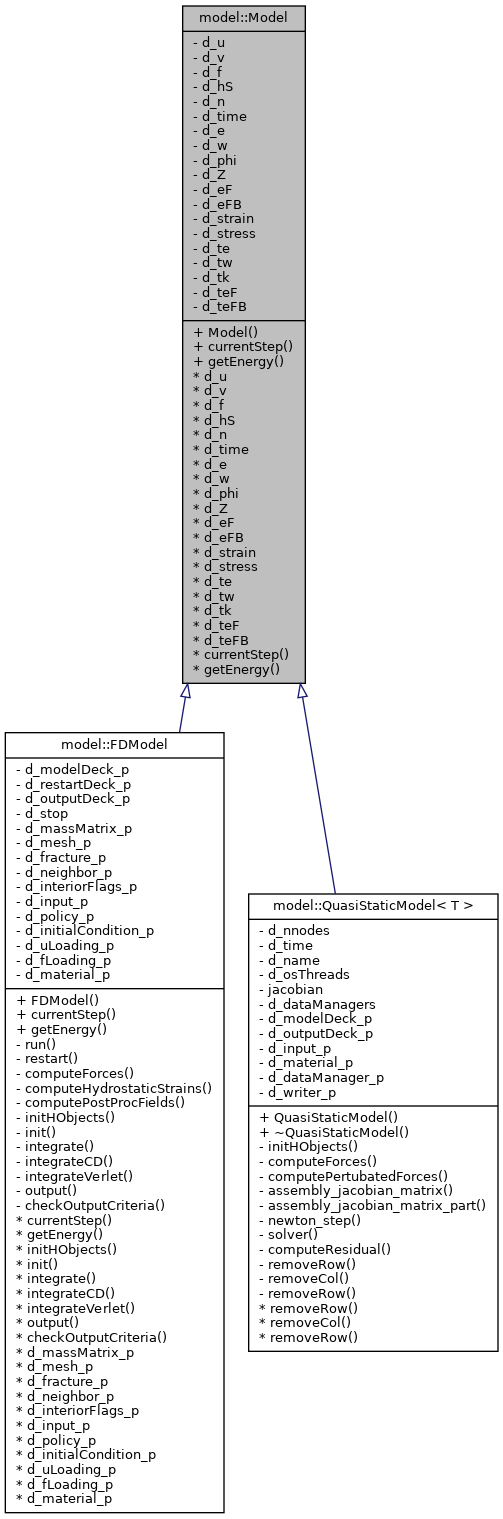 model::Model
- d_u
- d_v
- d_f
- d_hS
- d_n
- d_time
- d_e
- d_w
- d_phi
- d_Z
- d_eF
- d_eFB
- d_strain
- d_stress
- d_te
- d_tw
- d_tk
- d_teF
- d_teFB
+ Model()
+ currentStep()
+ getEnergy()
* d_u
* d_v
* d_f
* d_hS
* d_n
* d_time
* d_e
* d_w
* d_phi
* d_Z
* d_eF
* d_eFB
* d_strain
* d_stress
* d_te
* d_tw
* d_tk
* d_teF
* d_teFB
* currentStep()
* getEnergy()
model::FDModel
- d_modelDeck_p
- d_restartDeck_p
- d_outputDeck_p
- d_stop
- d_massMatrix_p
- d_mesh_p
- d_fracture_p
- d_neighbor_p
- d_interiorFlags_p
- d_input_p
- d_policy_p
- d_initialCondition_p
- d_uLoading_p
- d_fLoading_p
- d_material_p
+ FDModel()
+ currentStep()
+ getEnergy()
- run()
- restart()
- computeForces()
- computeHydrostaticStrains()
- computePostProcFields()
- initHObjects()
- init()
- integrate()
- integrateCD()
- integrateVerlet()
- output()
- checkOutputCriteria()
* currentStep()
* getEnergy()
* initHObjects()
* init()
* integrate()
* integrateCD()
* integrateVerlet()
* output()
* checkOutputCriteria()
* d_massMatrix_p
* d_mesh_p
* d_fracture_p
* d_neighbor_p
* d_interiorFlags_p
* d_input_p
* d_policy_p
* d_initialCondition_p
* d_uLoading_p
* d_fLoading_p
* d_material_p
model::QuasiStaticModel< T >
- d_nnodes
- d_time
- d_name
- d_osThreads
- jacobian
- d_dataManagers
- d_modelDeck_p
- d_outputDeck_p
- d_input_p
- d_material_p
- d_dataManager_p
- d_writer_p
+ QuasiStaticModel()
+ ~QuasiStaticModel()
- initHObjects()
- computeForces()
- computePertubatedForces()
- assembly_jacobian_matrix()
- assembly_jacobian_matrix_part()
- newton_step()
- solver()
- computeResidual()
- removeRow()
- removeCol()
- removeRow()
* removeRow()
* removeCol()
* removeRow()